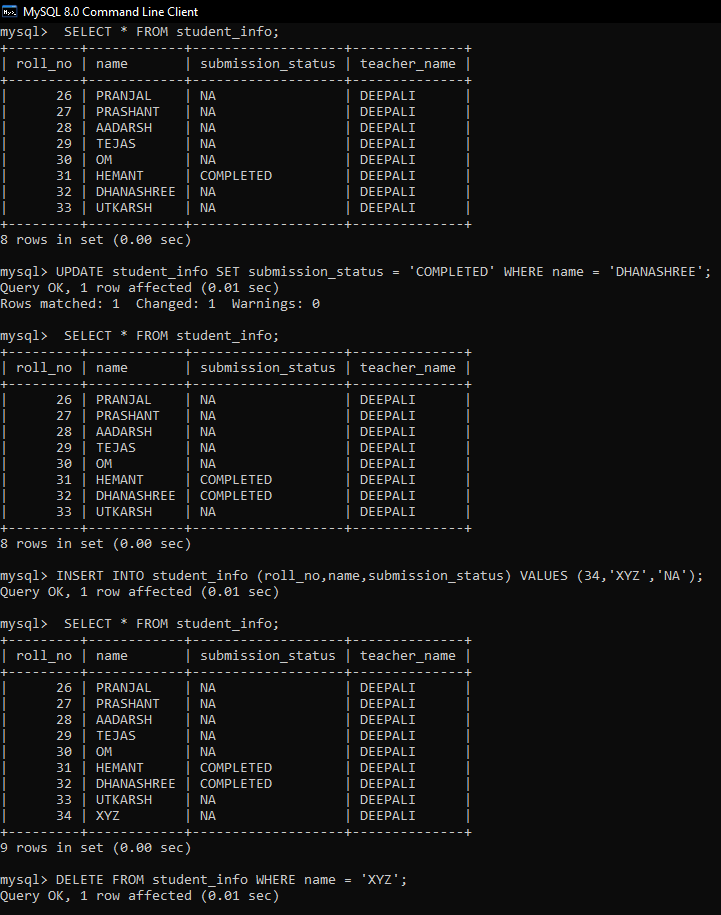 MySQL 8.0 Command Line Client
mysql>  SELECT * FROM student_info;
+---------+------------+-------------------+--------------+
| roll_no | name       | submission_status | teacher_name |
+---------+------------+-------------------+--------------+
|      26 | PRANJAL    | NA                | DEEPALI      |
|      27 | PRASHANT   | NA                | DEEPALI      |
|      28 | AADARSH    | NA                | DEEPALI      |
|      29 | TEJAS      | NA                | DEEPALI      |
|      30 | OM         | NA                | DEEPALI      |
|      31 | HEMANT     | COMPLETED         | DEEPALI      |
|      32 | DHANASHREE | NA                | DEEPALI      |
|      33 | UTKARSH    | NA                | DEEPALI      |
+---------+------------+-------------------+--------------+
8 rows in set (0.00 sec)
mysql> UPDATE student_info SET submission_status = 'COMPLETED' WHERE name = 'DHANASHREE';
Query OK, 1 row affected (0.01 sec)
Rows matched: 1  Changed: 1  Warnings: 0
mysql>  SELECT * FROM student_info;
+---------+------------+-------------------+--------------+
| roll_no | name       | submission_status | teacher_name |
+---------+------------+-------------------+--------------+
|      26 | PRANJAL    | NA                | DEEPALI      |
|      27 | PRASHANT   | NA                | DEEPALI      |
|      28 | AADARSH    | NA                | DEEPALI      |
|      29 | TEJAS      | NA                | DEEPALI      |
|      30 | OM         | NA                | DEEPALI      |
|      31 | HEMANT     | COMPLETED         | DEEPALI      |
|      32 | DHANASHREE | COMPLETED         | DEEPALI      |
|      33 | UTKARSH    | NA                | DEEPALI      |
+---------+------------+-------------------+--------------+
8 rows in set (0.00 sec)
mysql> INSERT INTO student_info (roll_no,name,submission_status) VALUES (34,'XYZ','NA');
Query OK, 1 row affected (0.01 sec)
mysql>  SELECT * FROM student_info;
+---------+------------+-------------------+--------------+
| roll_no | name       | submission_status | teacher_name |
+---------+------------+-------------------+--------------+
|      26 | PRANJAL    | NA                | DEEPALI      |
|      27 | PRASHANT   | NA                | DEEPALI      |
|      28 | AADARSH    | NA                | DEEPALI      |
|      29 | TEJAS      | NA                | DEEPALI      |
|      30 | OM         | NA                | DEEPALI      |
|      31 | HEMANT     | COMPLETED         | DEEPALI      |
|      32 | DHANASHREE | COMPLETED         | DEEPALI      |
|      33 | UTKARSH    | NA                | DEEPALI      |
|      34 | XYZ        | NA                | DEEPALI      |
+---------+------------+-------------------+--------------+
9 rows in set (0.00 sec)
mysql> DELETE FROM student_info WHERE name = 'XYZ';
Query OK, 1 row affected (0.01 sec)